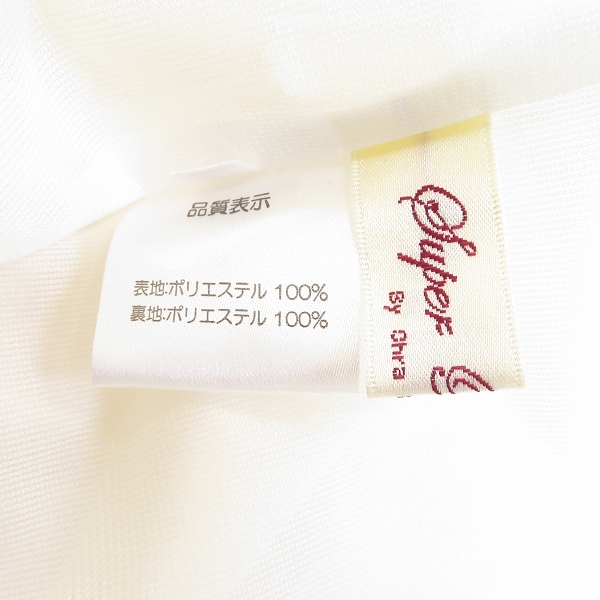 品質表示
表地:ポリエステル 100%
裏地:ポリエステル 100%
Super
By Chra